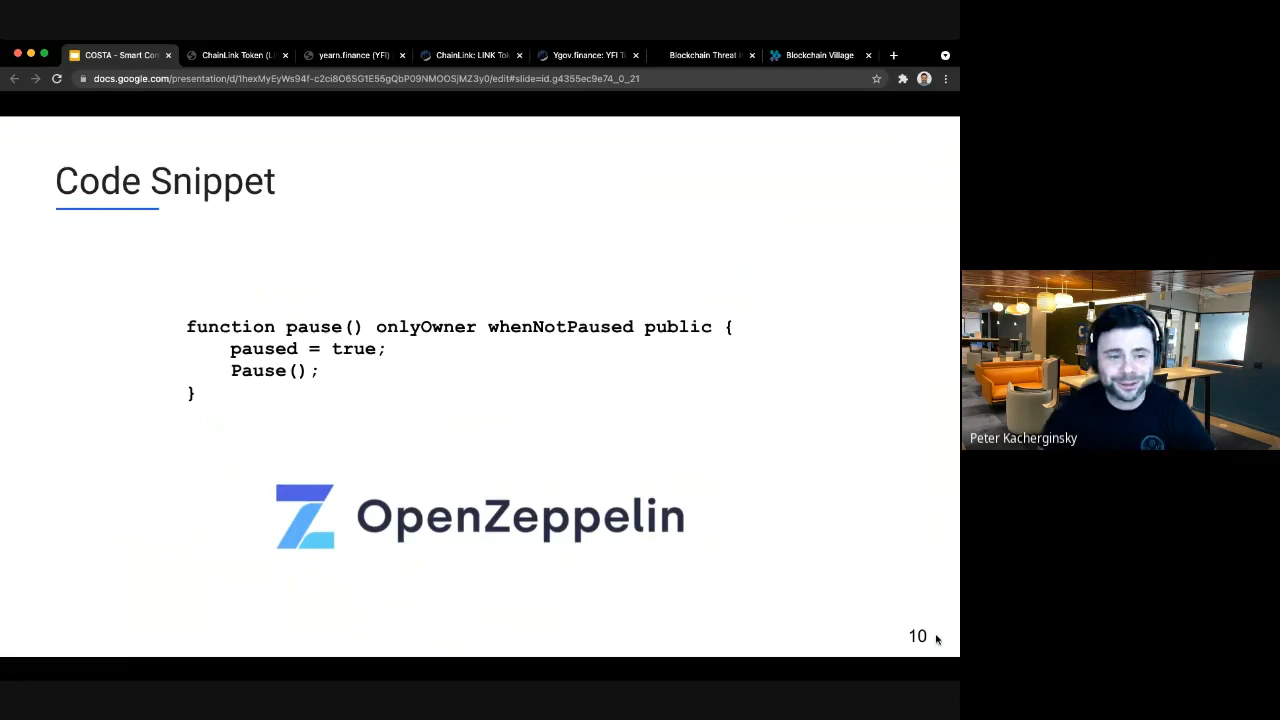 COSTA - Smart Con
ChainLink Token (L
yearn.finance (YFI)
ChainLink: LINK Tok
Ygov.finance: YFI T
Blockchain Threat
Blockchain Village
docs.google.com/presentation/d/1hexMyEyWs94f-c2ci8O6SG1E55gQbP09NMOOSjMZ3y0/edit#slide=id.g4355ec9e74_0_21
Code Snippet
function pause() onlyOwner whenNotPaused public {
paused = true;
Pause();
}
OpenZeppelin
10
Peter Kacherginsky